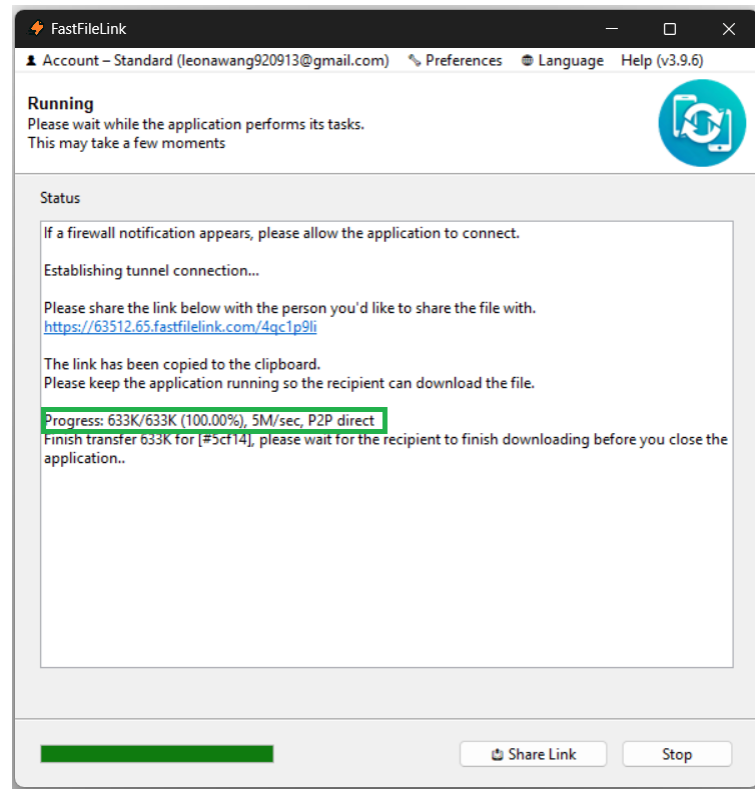 FastFileLink
Account – Standard (leonawang920913@gmail.com) Preferences Language Help (v3.9.6)
Running
Please wait while the application performs its tasks.
This may take a few moments
Status
If a firewall notification appears, please allow the application to connect.
Establishing tunnel connection...
Please share the link below with the person you'd like to share the file with.
https://63512.65.fastfilelink.com/4qc1p9li
The link has been copied to the clipboard.
Please keep the application running so the recipient can download the file.
Progress: 633K/633K (100.00%), 5M/sec, P2P direct
Finish transfer 633K for [#5cf14], please wait for the recipient to finish downloading before you close the
application..
Share Link
Stop